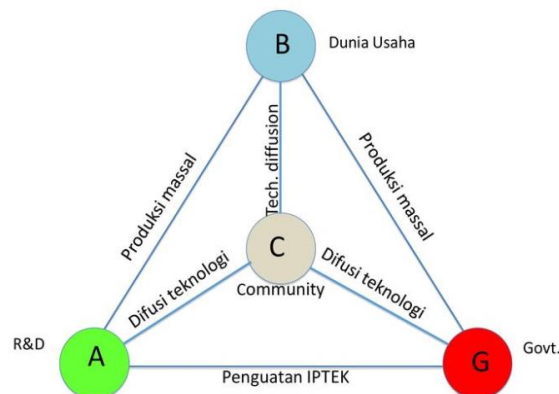 B
Dunia Usaha
Produksi massal
Tech. diffusion
Produksi massal
C
Difusi teknologi
Difusi teknologi
Community
R&D
A
G
Govt.
Penguatan IPTEK